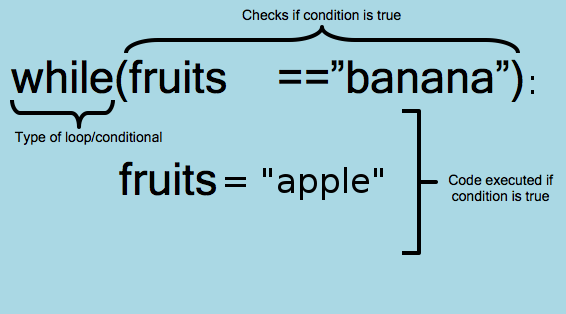 Checks if condition is true
while(fruits ==”banana”):
Type of loop/conditional
fruits = "apple"
Code executed if
condition is true